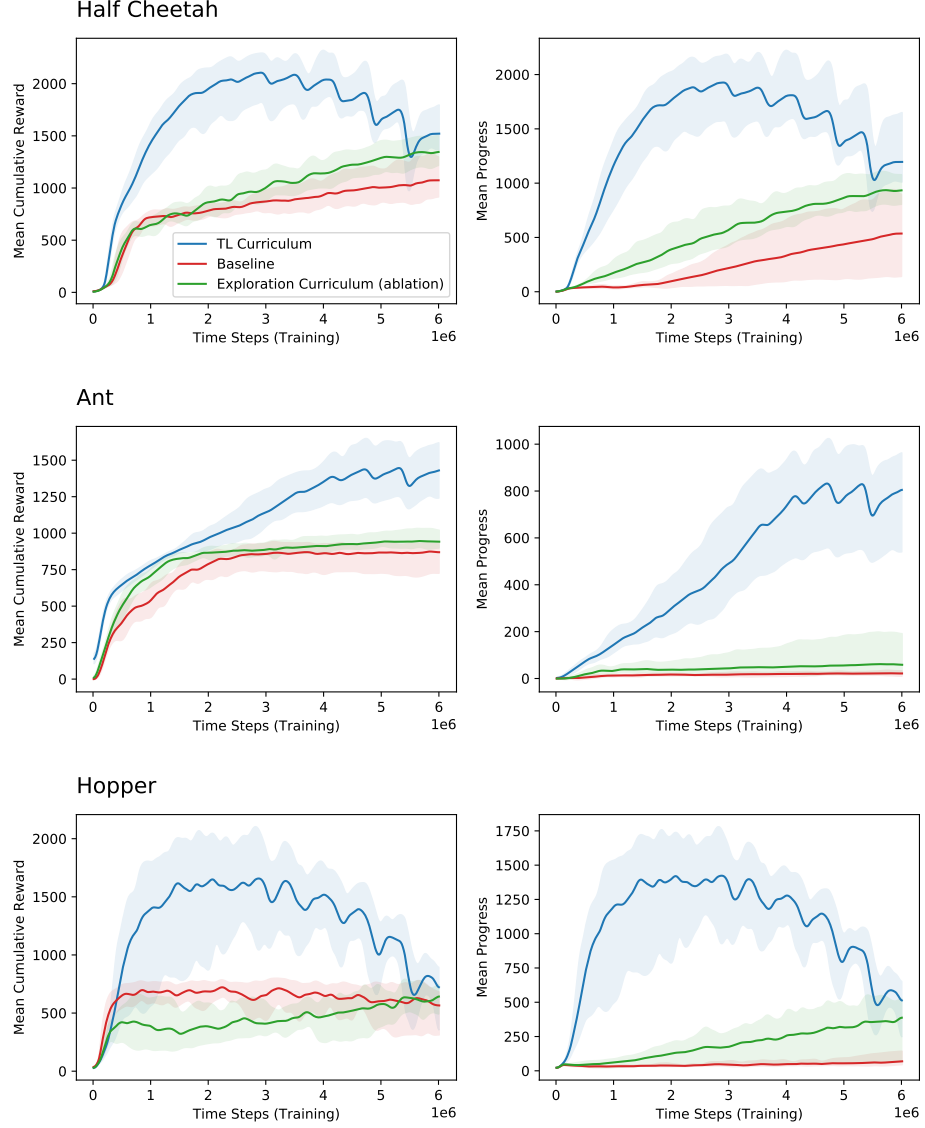 Half Cheetah
Mean Cumulative Reward
2000
1500
1000
500
0
TL Curriculum
Baseline
Exploration Curriculum (ablation)
0 1 2 3 4 5 6
1e6
Time Steps (Training)
Mean Progress
2000
1500
1000
500
0
0 1 2 3 4 5 6
1e6
Time Steps (Training)
Ant
Mean Cumulative Reward
1500
1250
1000
750
500
250
0
0 1 2 3 4 5 6
1e6
Time Steps (Training)
Mean Progress
1000
800
600
400
200
0
0 1 2 3 4 5 6
1e6
Time Steps (Training)
Hopper
Mean Cumulative Reward
2000
1500
1000
500
0
0 1 2 3 4 5 6
1e6
Time Steps (Training)
Mean Progress
1750
1500
1250
1000
750
500
250
0
0 1 2 3 4 5 6
1e6
Time Steps (Training)